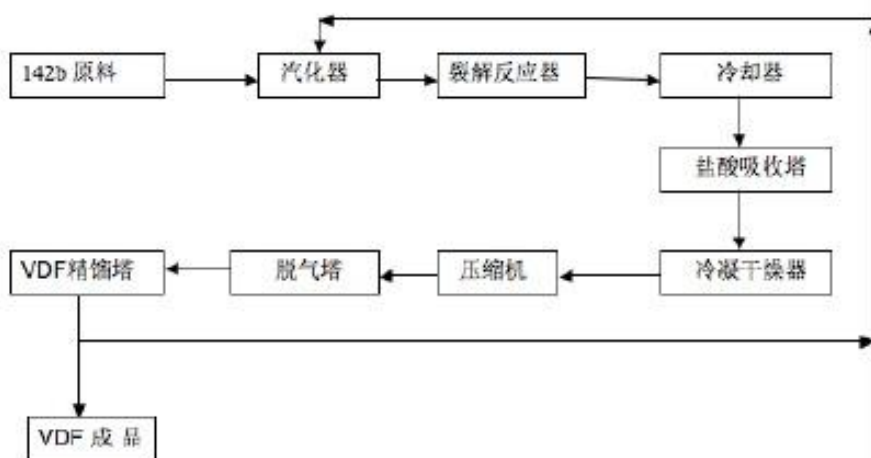 142b 原料
汽化器
裂解反应器
冷却器
盐酸吸收塔
VDF精馏塔
脱气塔
压缩机
冷凝干燥器
VDF 成 品